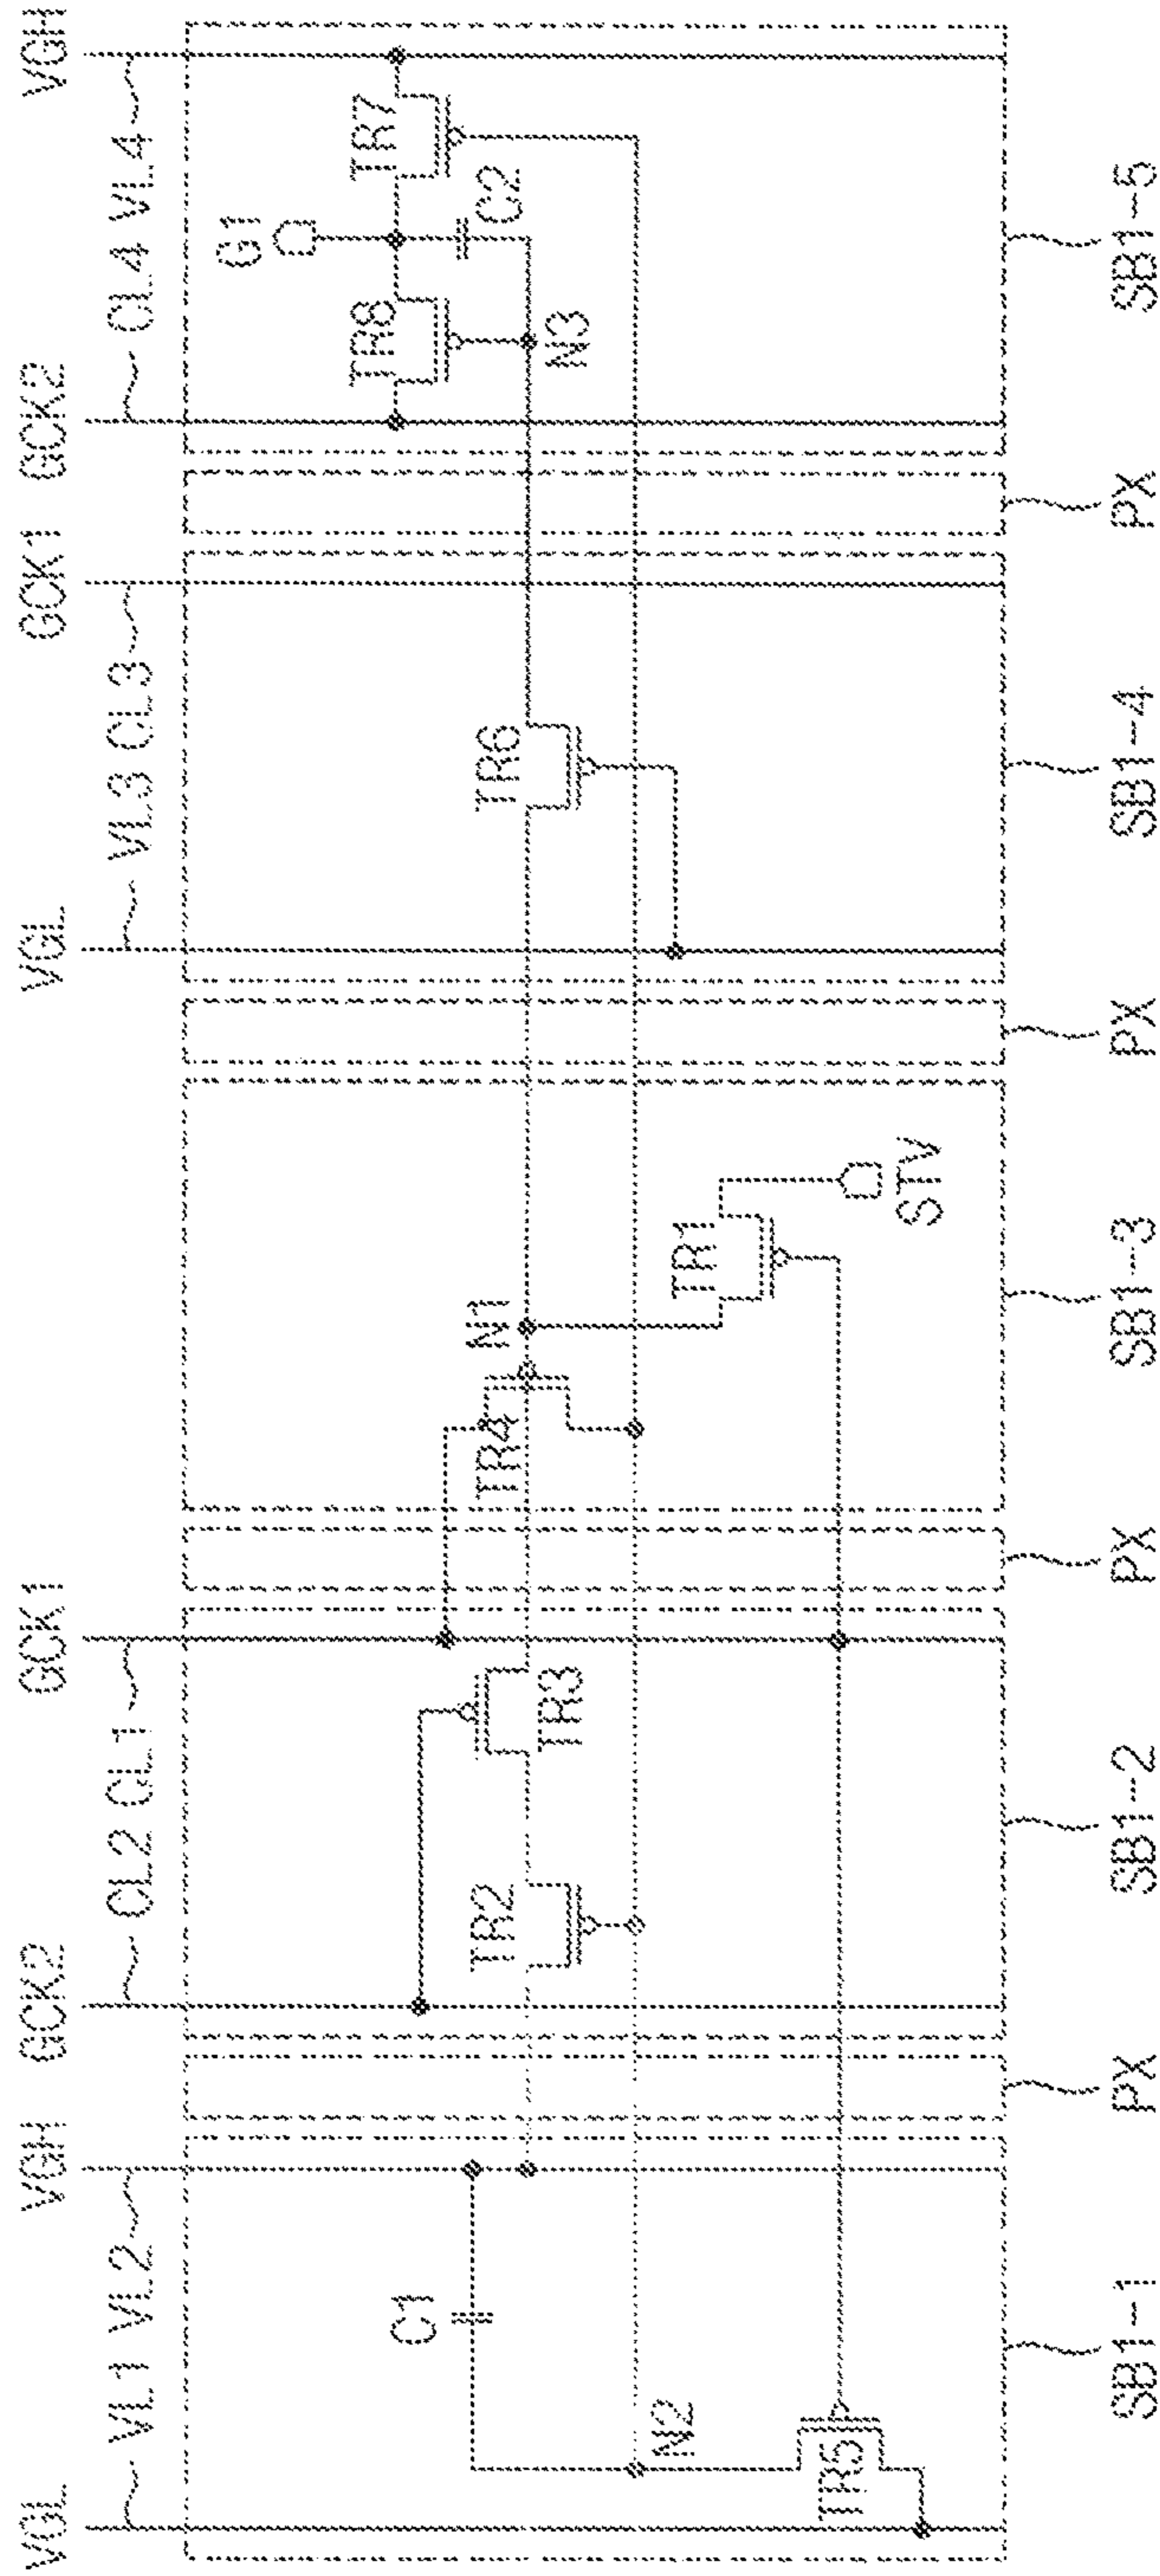 VGL VGH GCK2 GCK1 VGL GCK1 GCK2 VGH
VL1 VL2 CL2 CL1 VL3 CL3 CL4 VL4
G1
TR8 TR7
C1
C2
TR2 TR4 N1 TR6
TR3 N3
N2
TR1
TR5 STV
SB1-1 PX SB1-2 PX SB1-3 PX SB1-4 PX SB1-5